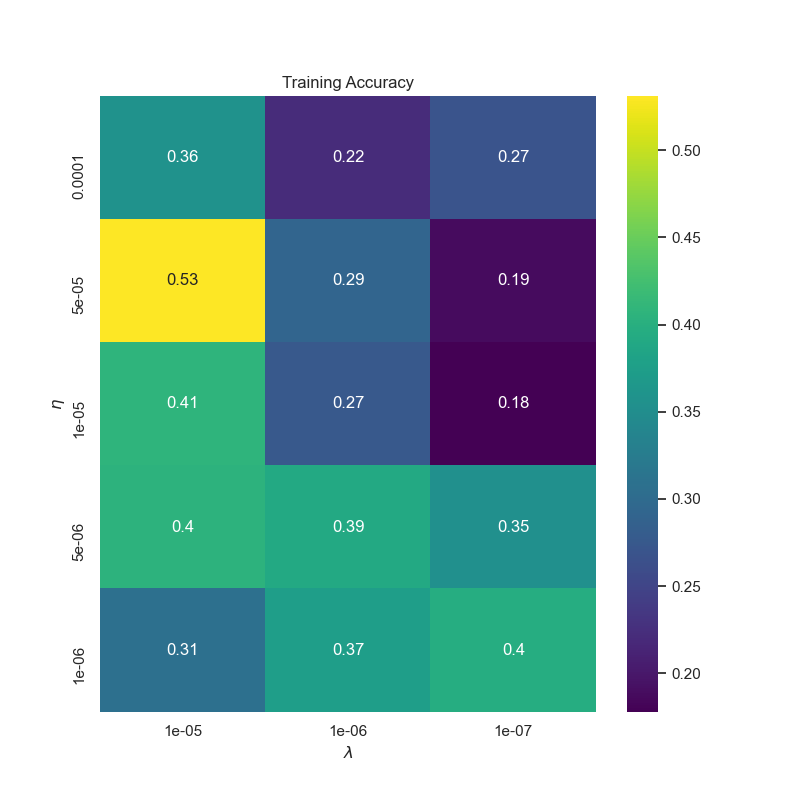 Training Accuracy
η
0.0001
0.36 0.22 0.27
5e-05
0.53 0.29 0.19
1e-05
0.41 0.27 0.18
5e-06
0.4 0.39 0.35
1e-06
0.31 0.37 0.4
1e-05 1e-06 1e-07
λ
0.50
0.45
0.40
0.35
0.30
0.25
0.20